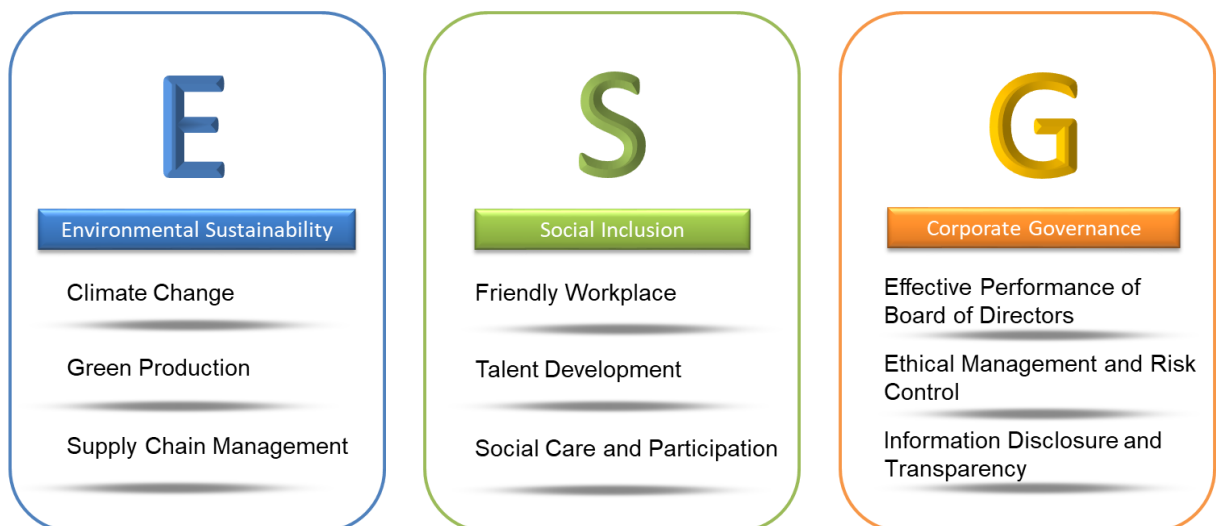 E
Environmental Sustainability
Climate Change
Green Production
Supply Chain Management
S
Social Inclusion
Friendly Workplace
Talent Development
Social Care and Participation
G
Corporate Governance
Effective Performance of
Board of Directors
Ethical Management and Risk
Control
Information Disclosure and
Transparency